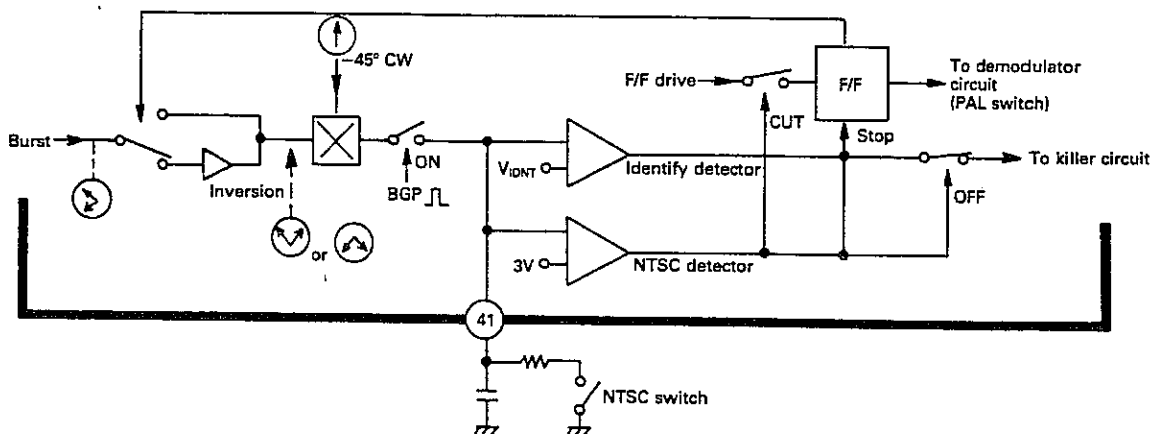 −45° CW
F/F drive
F/F
To demodulator
circuit
(PAL switch)
CUT
Stop
Burst
Inversion
ON
BGP
VIDNT
Identify detector
To killer circuit
OFF
or
3V
NTSC detector
41
NTSC switch